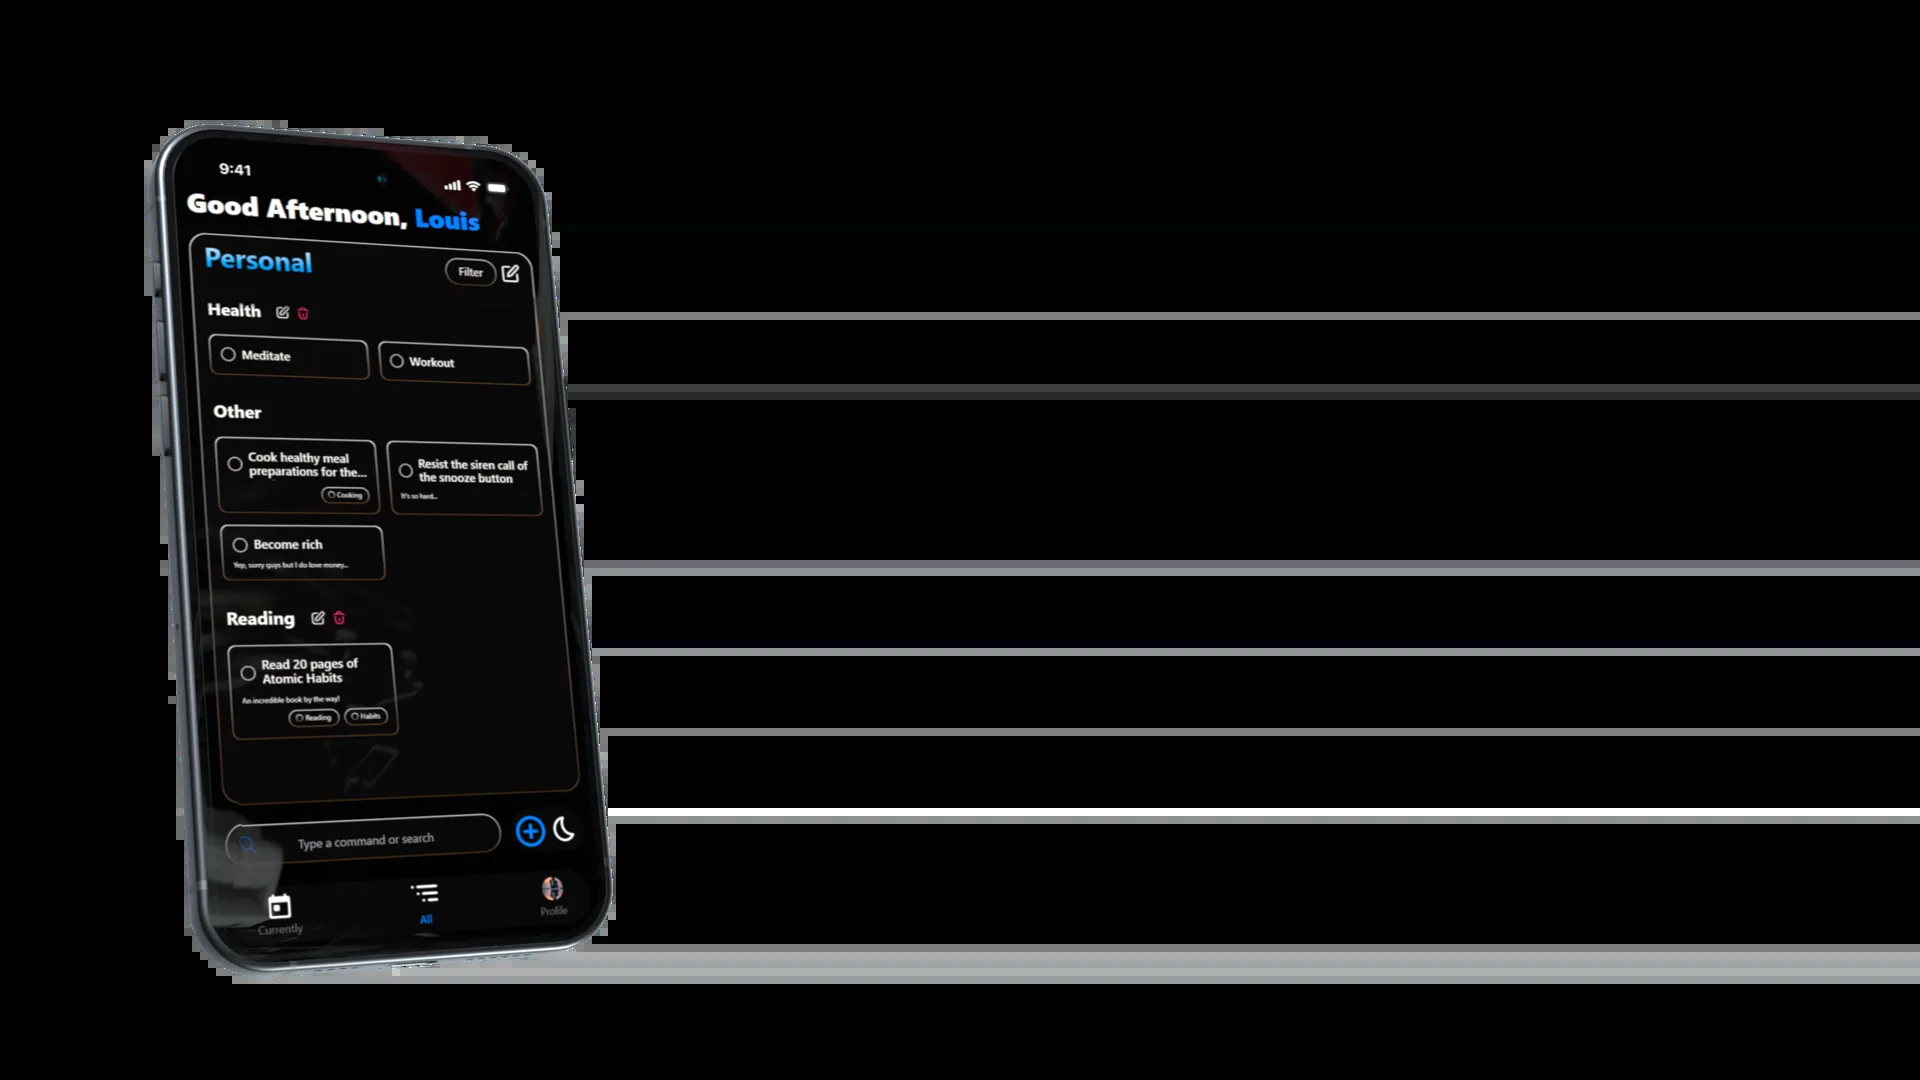 9:41
Good Afternoon, Louis
Personal
Filter
Health
Meditate
Workout
Other
Cook healthy meal
preparations for the...
Cooking
Resist the siren call of
the snooze button
It's so hard...
Become rich
Yep, sorry guys but I do love money...
Reading
Read 20 pages of
Atomic Habits
An incredible book by the way!
Reading
Habits
Type a command or search
Currently
All
Profile